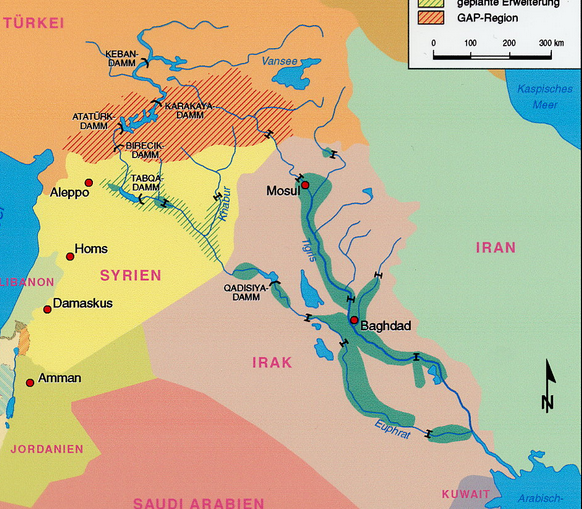 geplante Erweiterung
GAP-Region
0 100 200 300 km
TÜRKEI
KEBAN-
DAMM
Vansee
Kaspisches
Meer
KARAKAYA-
DAMM
ATATÜRK-
DAMM
BIRECIK-
DAMM
TABQA-
DAMM
Aleppo
Mosul
Khabur
Homs
Tigris
IRAN
SYRIEN
LIBANON
QADISIYA-
DAMM
Damaskus
Baghdad
IRAK
Amman
N
Euphrat
JORDANIEN
KUWAIT
Arabisch-
SAUDI ARABIEN